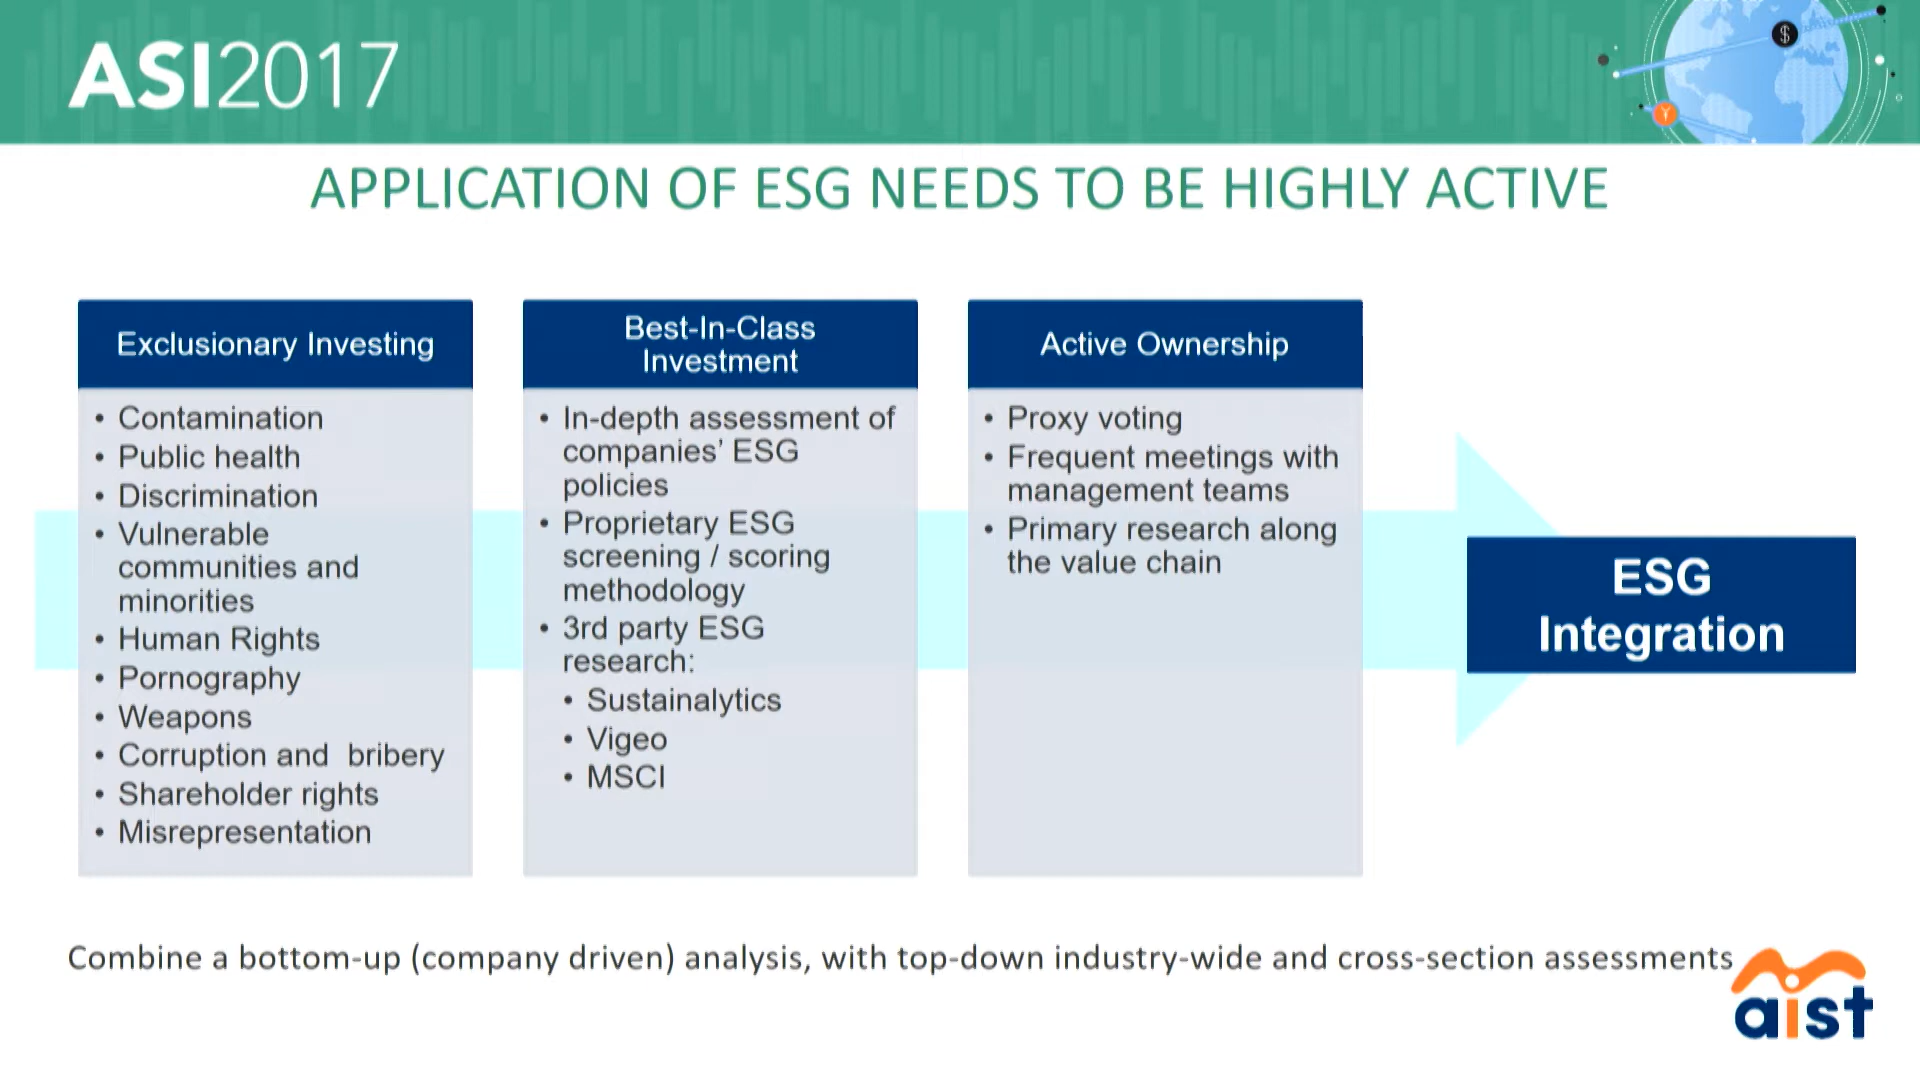 ASI2017
APPLICATION OF ESG NEEDS TO BE HIGHLY ACTIVE
Exclusionary Investing
• Contamination
• Public health
• Discrimination
• Vulnerable
communities and
minorities
• Human Rights
• Pornography
• Weapons
• Corruption and  bribery
• Shareholder rights
• Misrepresentation
Best-In-Class
Investment
• In-depth assessment of
companies’ ESG
policies
• Proprietary ESG
screening / scoring
methodology
• 3rd party ESG
research:
• Sustainalytics
• Vigeo
• MSCI
Active Ownership
• Proxy voting
• Frequent meetings with
management teams
• Primary research along
the value chain
ESG
Integration
Combine a bottom-up (company driven) analysis, with top-down industry-wide and cross-section assessments
aist
$
¥